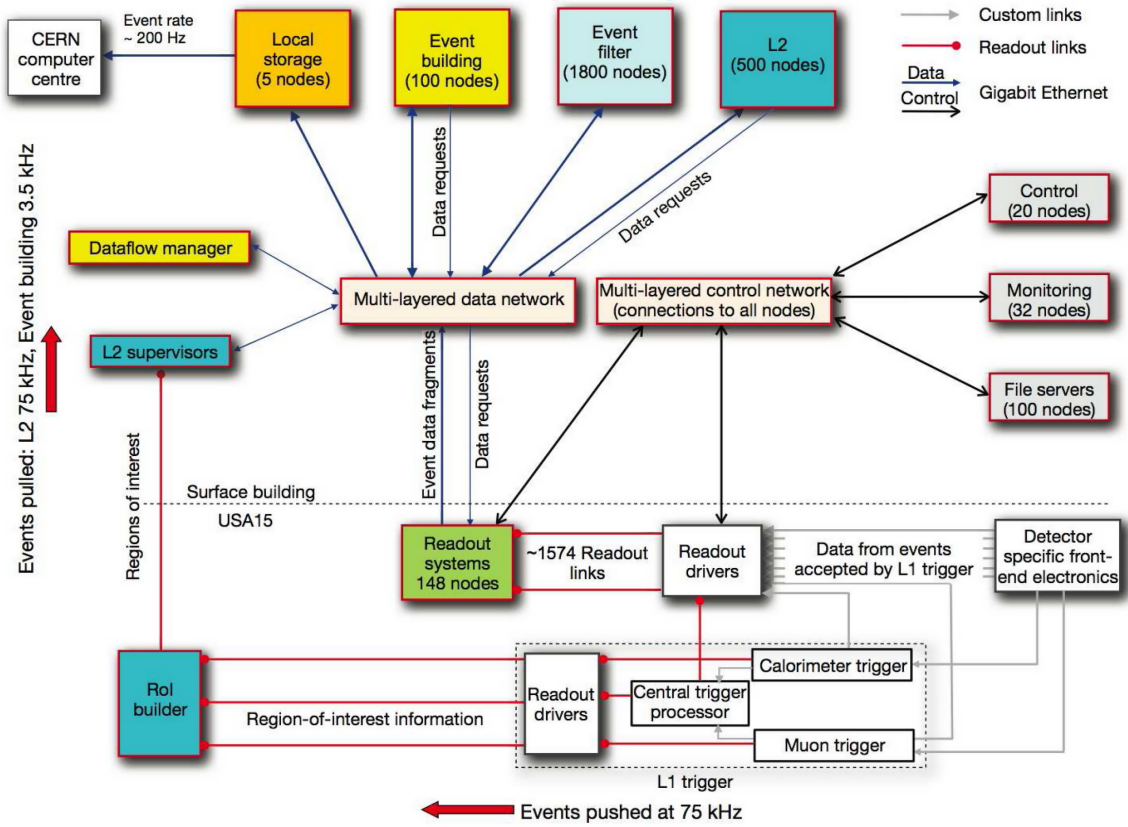 CERN
computer
centre
Event rate
~ 200 Hz
Local
storage
(5 nodes)
Event
building
(100 nodes)
Event
filter
(1800 nodes)
L2
(500 nodes)
Custom links
Readout links
Data
Control
Gigabit Ethernet
Data requests
Data requests
Control
(20 nodes)
Dataflow manager
Multi-layered data network
Multi-layered control network
(connections to all nodes)
Monitoring
(32 nodes)
L2 supervisors
File servers
(100 nodes)
Events pulled: L2 75 kHz, Event building 3.5 kHz
Regions of interest
Event data fragments
Data requests
Surface building
USA15
Readout
systems
148 nodes
~1574 Readout
links
Readout
drivers
Data from events
accepted by L1 trigger
Detector
specific front-
end electronics
RoI
builder
Region-of-interest information
Readout
drivers
Central trigger
processor
Calorimeter trigger
Muon trigger
L1 trigger
Events pushed at 75 kHz